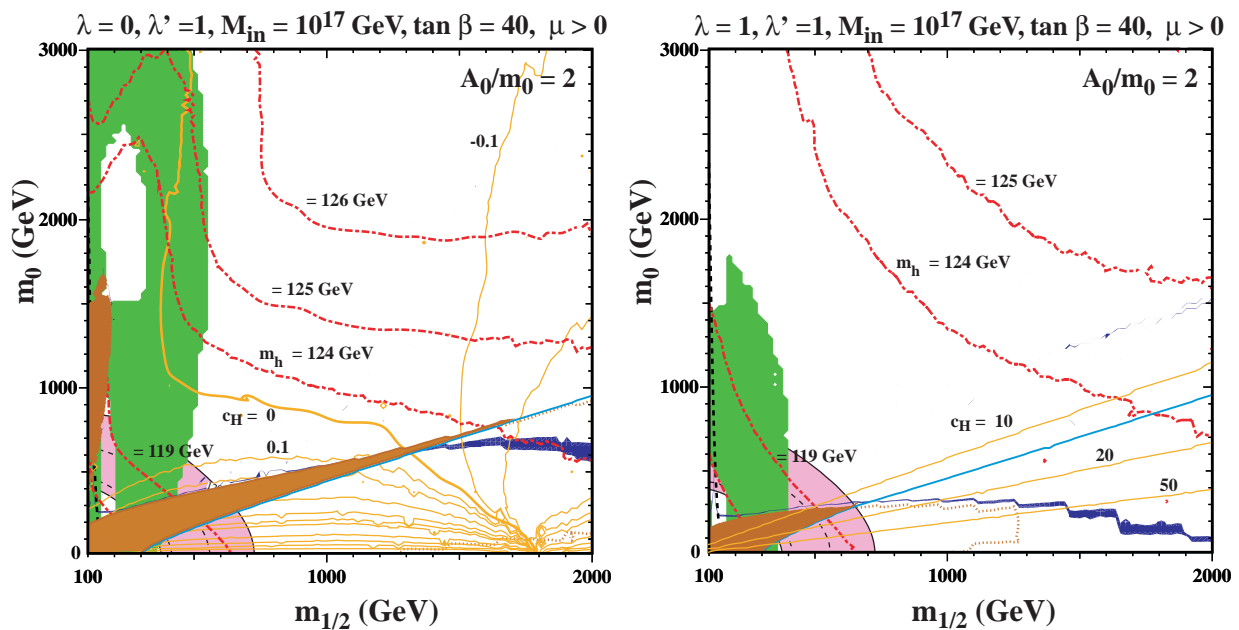 λ = 0, λ' =1, M_in = 10^17 GeV, tan β = 40, μ > 0
3000
A_0/m_0 = 2
-0.1
= 126 GeV
2000
m_0 (GeV)
= 125 GeV
m_h = 124 GeV
1000
c_H = 0
= 119 GeV
0.1
0
100
1000
2000
m_1/2 (GeV)
λ = 1, λ' =1, M_in = 10^17 GeV, tan β = 40, μ > 0
3000
A_0/m_0 = 2
= 125 GeV
2000
m_0 (GeV)
m_h = 124 GeV
1000
c_H = 10
= 119 GeV
20
50
0
100
1000
2000
m_1/2 (GeV)